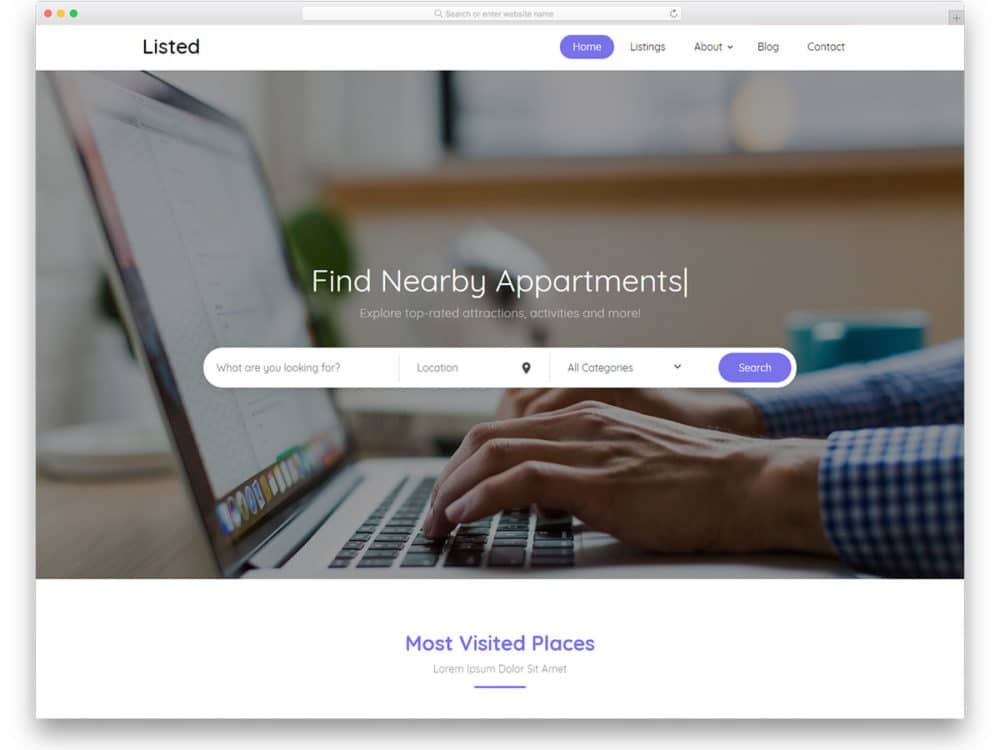 Search or enter website name
Listed
Home Listings About Blog Contact
Find Nearby Appartments|
Explore top-rated attractions, activities and more!
What are you looking for? Location All Categories Search
Most Visited Places
Lorem Ipsum Dolor Sit Amet